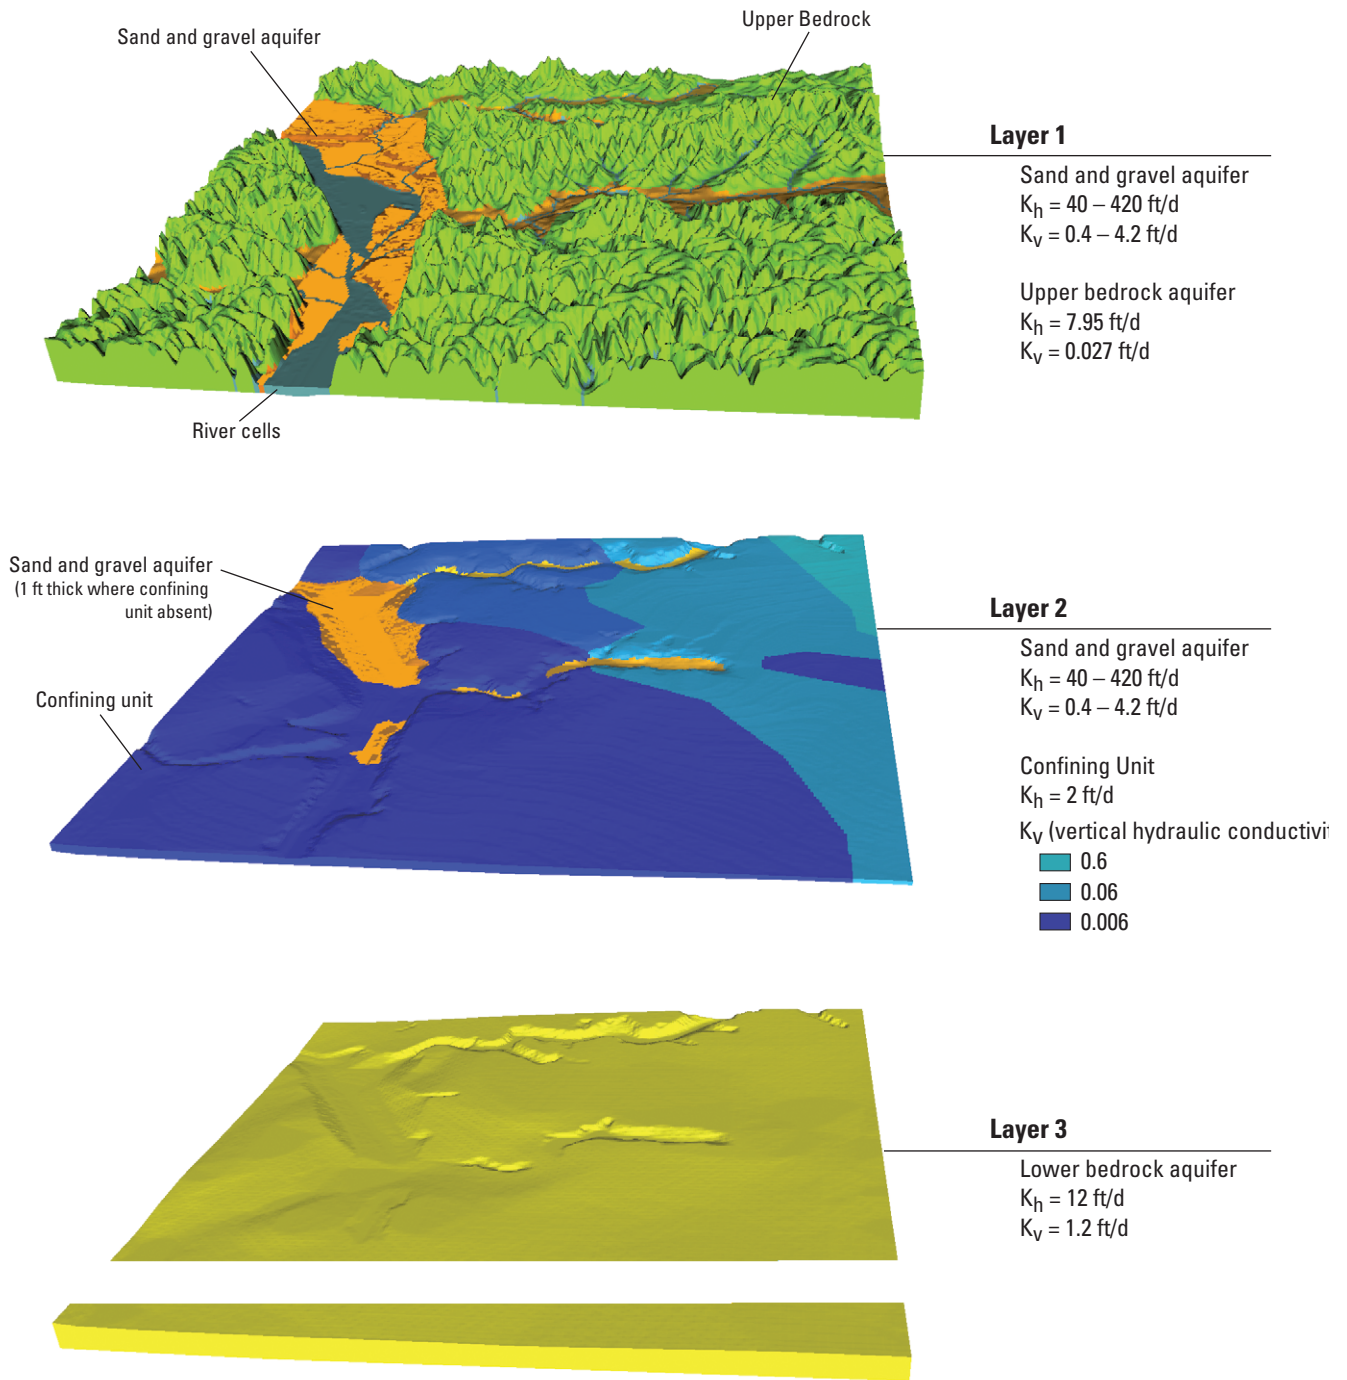 Sand and gravel aquifer
Upper Bedrock
River cells
Layer 1
Sand and gravel aquifer
Kh = 40 – 420 ft/d
Kv = 0.4 – 4.2 ft/d
Upper bedrock aquifer
Kh = 7.95 ft/d
Kv = 0.027 ft/d
Sand and gravel aquifer
(1 ft thick where confining
unit absent)
Confining unit
Layer 2
Sand and gravel aquifer
Kh = 40 – 420 ft/d
Kv = 0.4 – 4.2 ft/d
Confining Unit
Kh = 2 ft/d
KV (vertical hydraulic conductivi
0.6
0.06
0.006
Layer 3
Lower bedrock aquifer
Kh = 12 ft/d
Kv = 1.2 ft/d